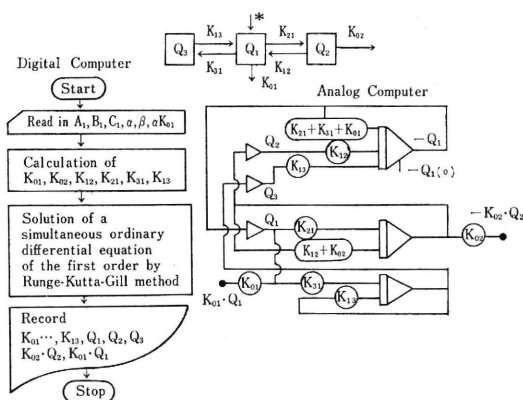 *
K₁₃ K₂₁ K₀₂
Q₃ Q₁ Q₂
K₃₁ K₁₂
K₀₁
Digital Computer
Start
Read in A₁, B₁, C₁, α, β, αK₀₁
Calculation of
K₀₁, K₀₂, K₁₂, K₂₁, K₃₁, K₁₃
Solution of a
simultaneous ordinary
differential equation
of the first order by
Runge-Kutta-Gill method
Record
K₀₁⋯, K₁₃, Q₁, Q₂, Q₃
K₀₂·Q₂, K₀₁·Q₁
Stop
Analog Computer
K₂₁+K₃₁+K₀₁
−Q₁
Q₂
K₁₂
K₁₃
−Q₁(o)
Q₃
Q₁
K₂₁
−K₀₂·Q₂
K₀₂
K₁₂+K₀₂
K₀₁
K₃₁
K₀₁·Q₁
K₁₃